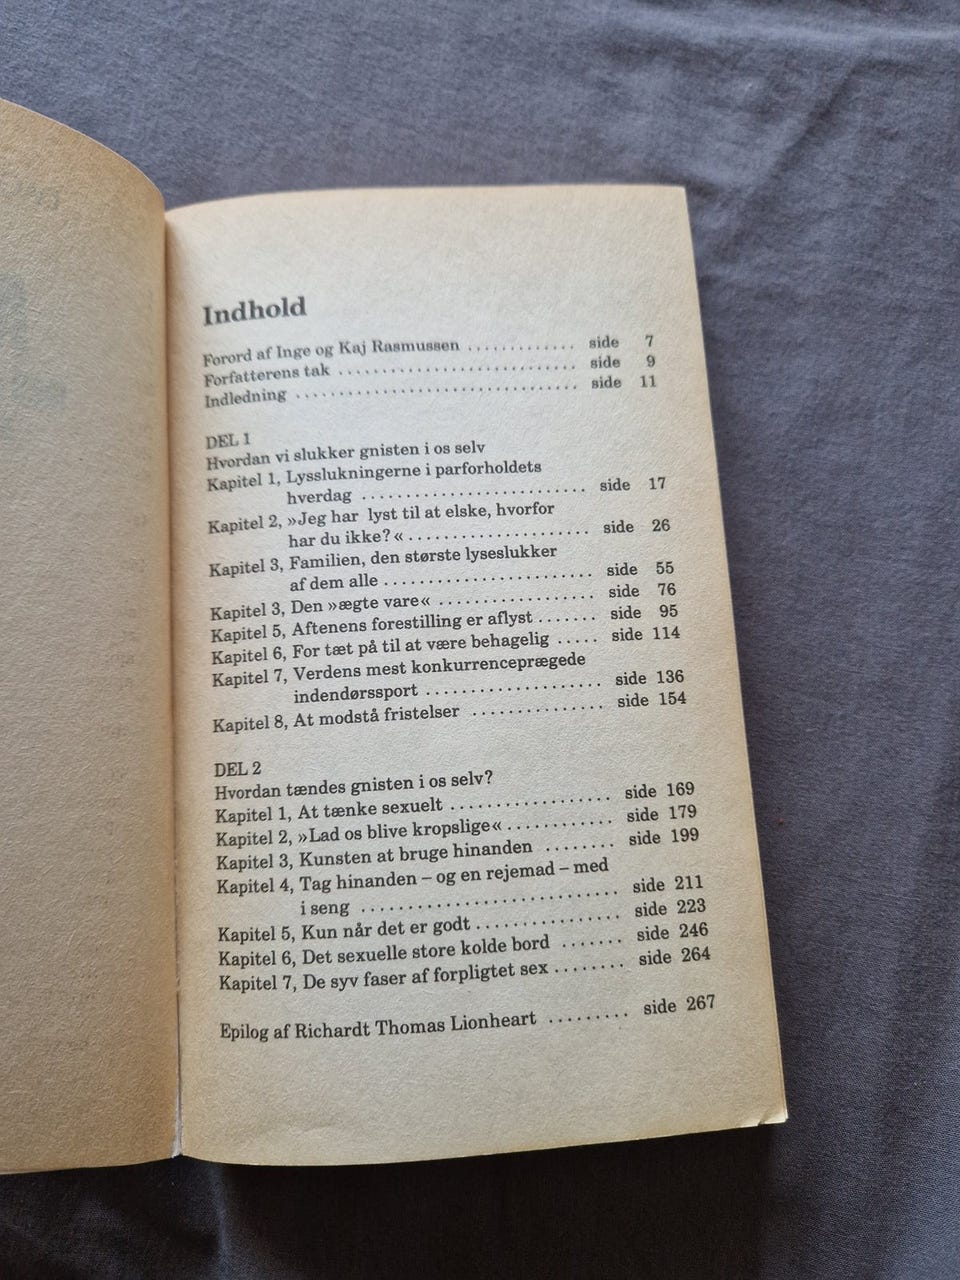 Indhold
Forord af Inge og Kaj Rasmussen ............. side 7
Forfatterens tak ............................. side 9
Indledning ................................. side 11
DEL 1
Hvordan vi slukker gnisten i os selv
Kapitel 1, Lysslukningerne i parforholdets
hverdag .......................... side 17
Kapitel 2, »Jeg har lyst til at elske, hvorfor
har du ikke?« ..................... side 26
Kapitel 3, Familien, den største lyseslukker
af dem alle ........................ side 55
Kapitel 3, Den »ægte vare« .................. side 76
Kapitel 5, Aftenens forestilling er aflyst ....... side 95
Kapitel 6, For tæt på til at være behagelig ..... side 114
Kapitel 7, Verdens mest konkurrenceprægede
indendørssport .................... side 136
Kapitel 8, At modstå fristelser ................ side 154
DEL 2
Hvordan tændes gnisten i os selv?
Kapitel 1, At tænke sexuelt ................... side 169
Kapitel 2, »Lad os blive kropslige« ............ side 179
Kapitel 3, Kunsten at bruge hinanden ........ side 199
Kapitel 4, Tag hinanden – og en rejemad – med
i seng ............................. side 211
Kapitel 5, Kun når det er godt ................. side 223
Kapitel 6, Det sexuelle store kolde bord ....... side 246
Kapitel 7, De syv faser af forpligtet sex ........ side 264
Epilog af Richardt Thomas Lionheart ......... side 267